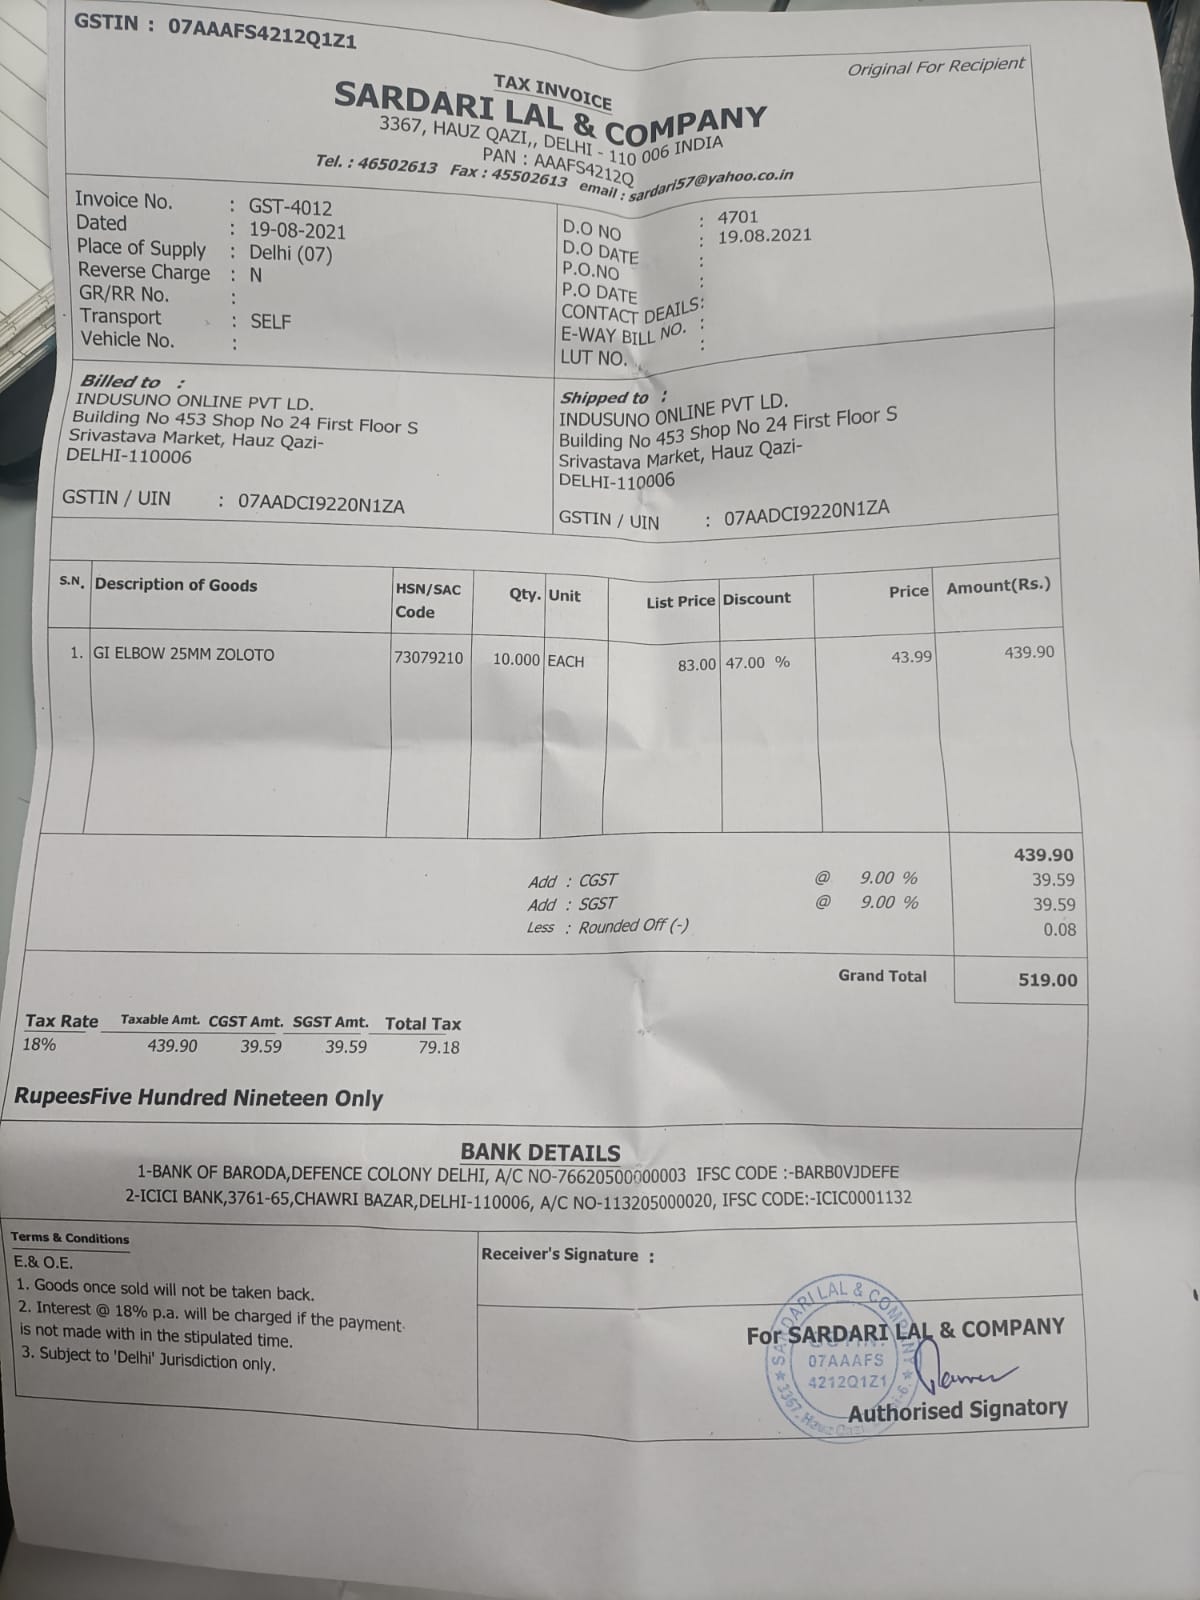 GSTIN : 07AAAFS4212Q1Z1
Original For Recipient
TAX INVOICE
SARDARI LAL & COMPANY
3367, HAUZ QAZI,, DELHI - 110 006 INDIA
PAN : AAAFS4212Q
Tel. : 46502613 Fax : 45502613 email : sardari57@yahoo.co.in
Invoice No. : GST-4012
Dated : 19-08-2021
Place of Supply : Delhi (07)
Reverse Charge : N
GR/RR No. :
Transport : SELF
Vehicle No. :
D.O NO : 4701
D.O DATE : 19.08.2021
P.O.NO :
P.O DATE :
CONTACT DEAILS:
E-WAY BILL NO. :
LUT NO. :
Billed to :
INDUSUNO ONLINE PVT LD.
Building No 453 Shop No 24 First Floor S
Srivastava Market, Hauz Qazi-
DELHI-110006
GSTIN / UIN : 07AADCI9220N1ZA
Shipped to :
INDUSUNO ONLINE PVT LD.
Building No 453 Shop No 24 First Floor S
Srivastava Market, Hauz Qazi-
DELHI-110006
GSTIN / UIN : 07AADCI9220N1ZA
S.N. Description of Goods HSN/SAC Code Qty. Unit List Price Discount Price Amount(Rs.)
1. GI ELBOW 25MM ZOLOTO 73079210 10.000 EACH 83.00 47.00 % 43.99 439.90
439.90
Add : CGST @ 9.00 % 39.59
Add : SGST @ 9.00 % 39.59
Less : Rounded Off (-) 0.08
Grand Total 519.00
Tax Rate Taxable Amt. CGST Amt. SGST Amt. Total Tax
18% 439.90 39.59 39.59 79.18
RupeesFive Hundred Nineteen Only
BANK DETAILS
1-BANK OF BARODA,DEFENCE COLONY DELHI, A/C NO-76620500000003 IFSC CODE :-BARB0VJDEFE
2-ICICI BANK,3761-65,CHAWRI BAZAR,DELHI-110006, A/C NO-113205000020, IFSC CODE:-ICIC0001132
Terms & Conditions
E.& O.E.
1. Goods once sold will not be taken back.
2. Interest @ 18% p.a. will be charged if the payment
is not made with in the stipulated time.
3. Subject to 'Delhi' Jurisdiction only.
Receiver's Signature :
For SARDARI LAL & COMPANY
SARDARI LAL & COMPANY
07AAAFS
4212Q1Z1
3367, Hauz Qazi
Authorised Signatory